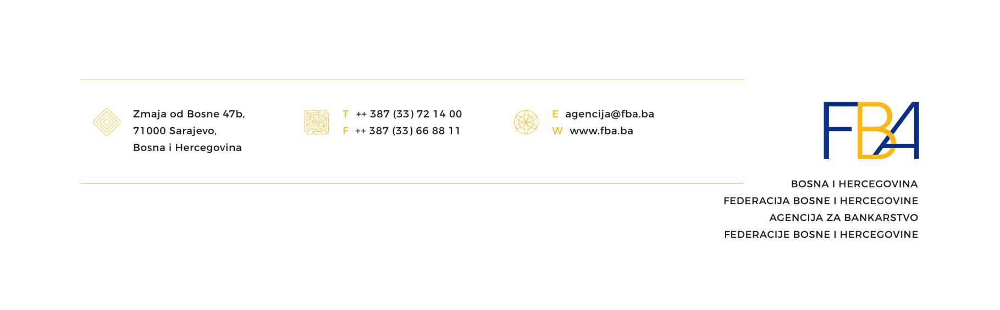 Zmaja od Bosne 47b,
71000 Sarajevo,
Bosna i Hercegovina
T ++ 387 (33) 72 14 00
F ++ 387 (33) 66 88 11
E agencija@fba.ba
W www.fba.ba
FBA
BOSNA I HERCEGOVINA
FEDERACIJA BOSNE I HERCEGOVINE
AGENCIJA ZA BANKARSTVO
FEDERACIJE BOSNE I HERCEGOVINE